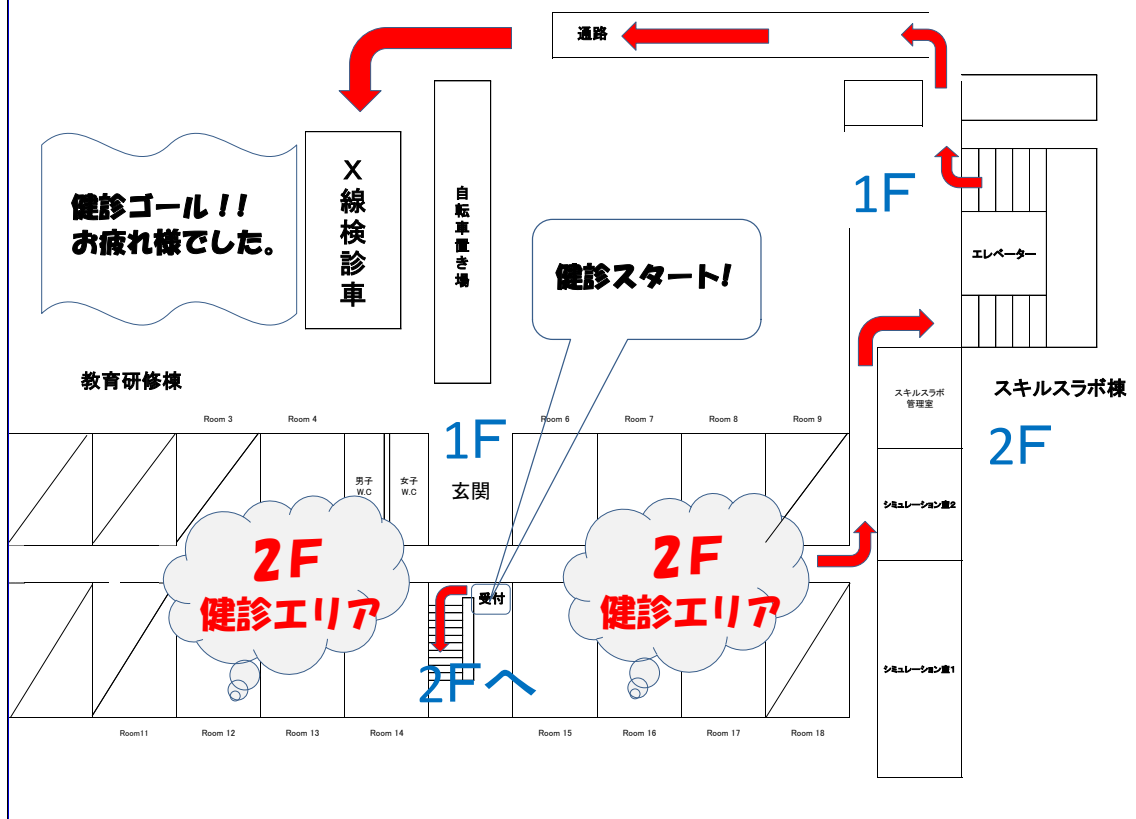 通路
1F
健診ゴール!!
お疲れ様でした。
X線検診車
自転車置き場
健診スタート!
エレベーター
教育研修棟
スキルスラボ
管理室
スキルスラボ棟
2F
Room 3
Room 4
Room 6
Room 7
Room 8
Room 9
1F
玄関
男子
W.C
女子
W.C
シミュレーション室2
2F
健診エリア
2F
健診エリア
受付
2Fへ
シミュレーション室1
Room11
Room 12
Room 13
Room 14
Room 15
Room 16
Room 17
Room 18